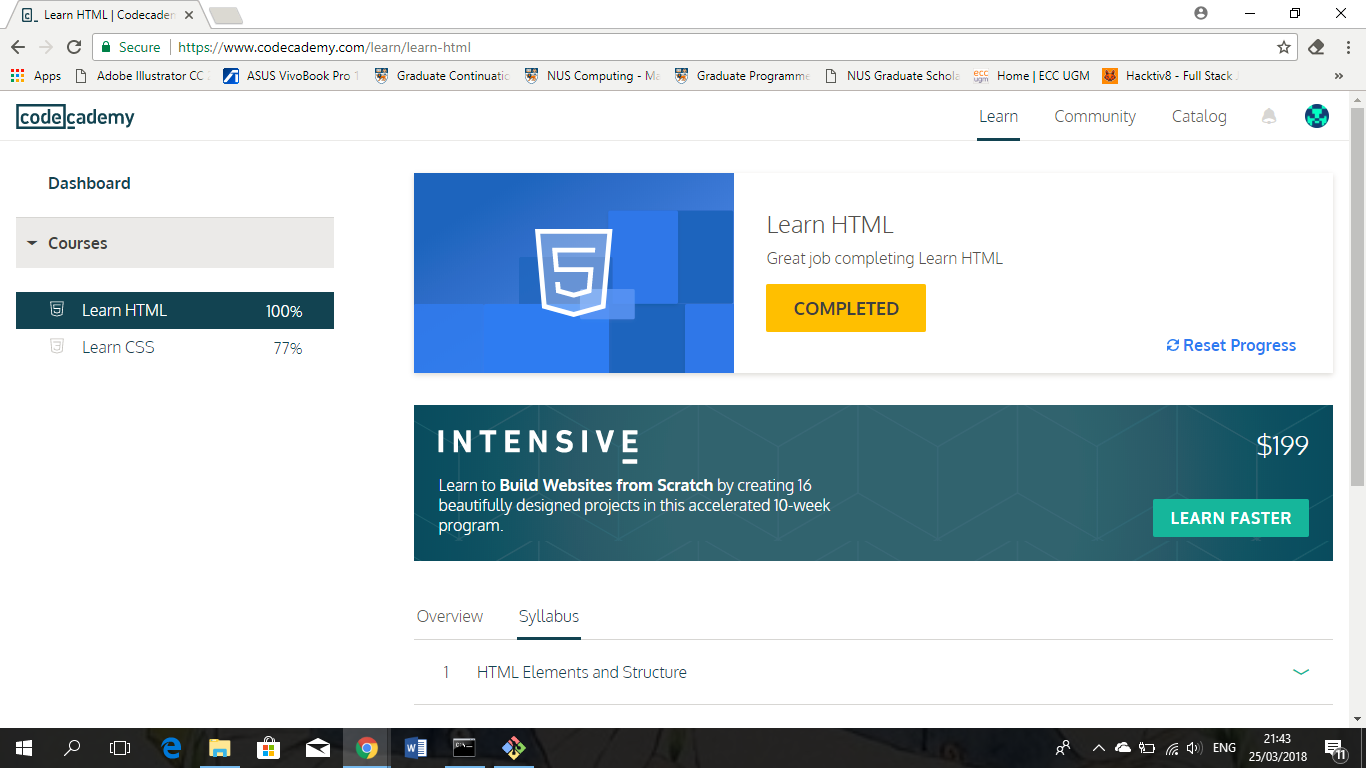 Learn HTML | Codecadem
Secure https://www.codecademy.com/learn/learn-html
Apps Adobe Illustrator CC 2 ASUS VivoBook Pro 1 Graduate Continuatio NUS Computing - Ma Graduate Programme NUS Graduate Schola ecc ugm Home | ECC UGM Hacktiv8 - Full Stack J »
codecademy Learn Community Catalog
Dashboard
Courses
Learn HTML 100%
Learn CSS 77%
Learn HTML
Great job completing Learn HTML
COMPLETED
Reset Progress
INTENSIVE $199
Learn to Build Websites from Scratch by creating 16
beautifully designed projects in this accelerated 10-week
program.
LEARN FASTER
Overview Syllabus
1 HTML Elements and Structure
ENG 21:43
25/03/2018
11